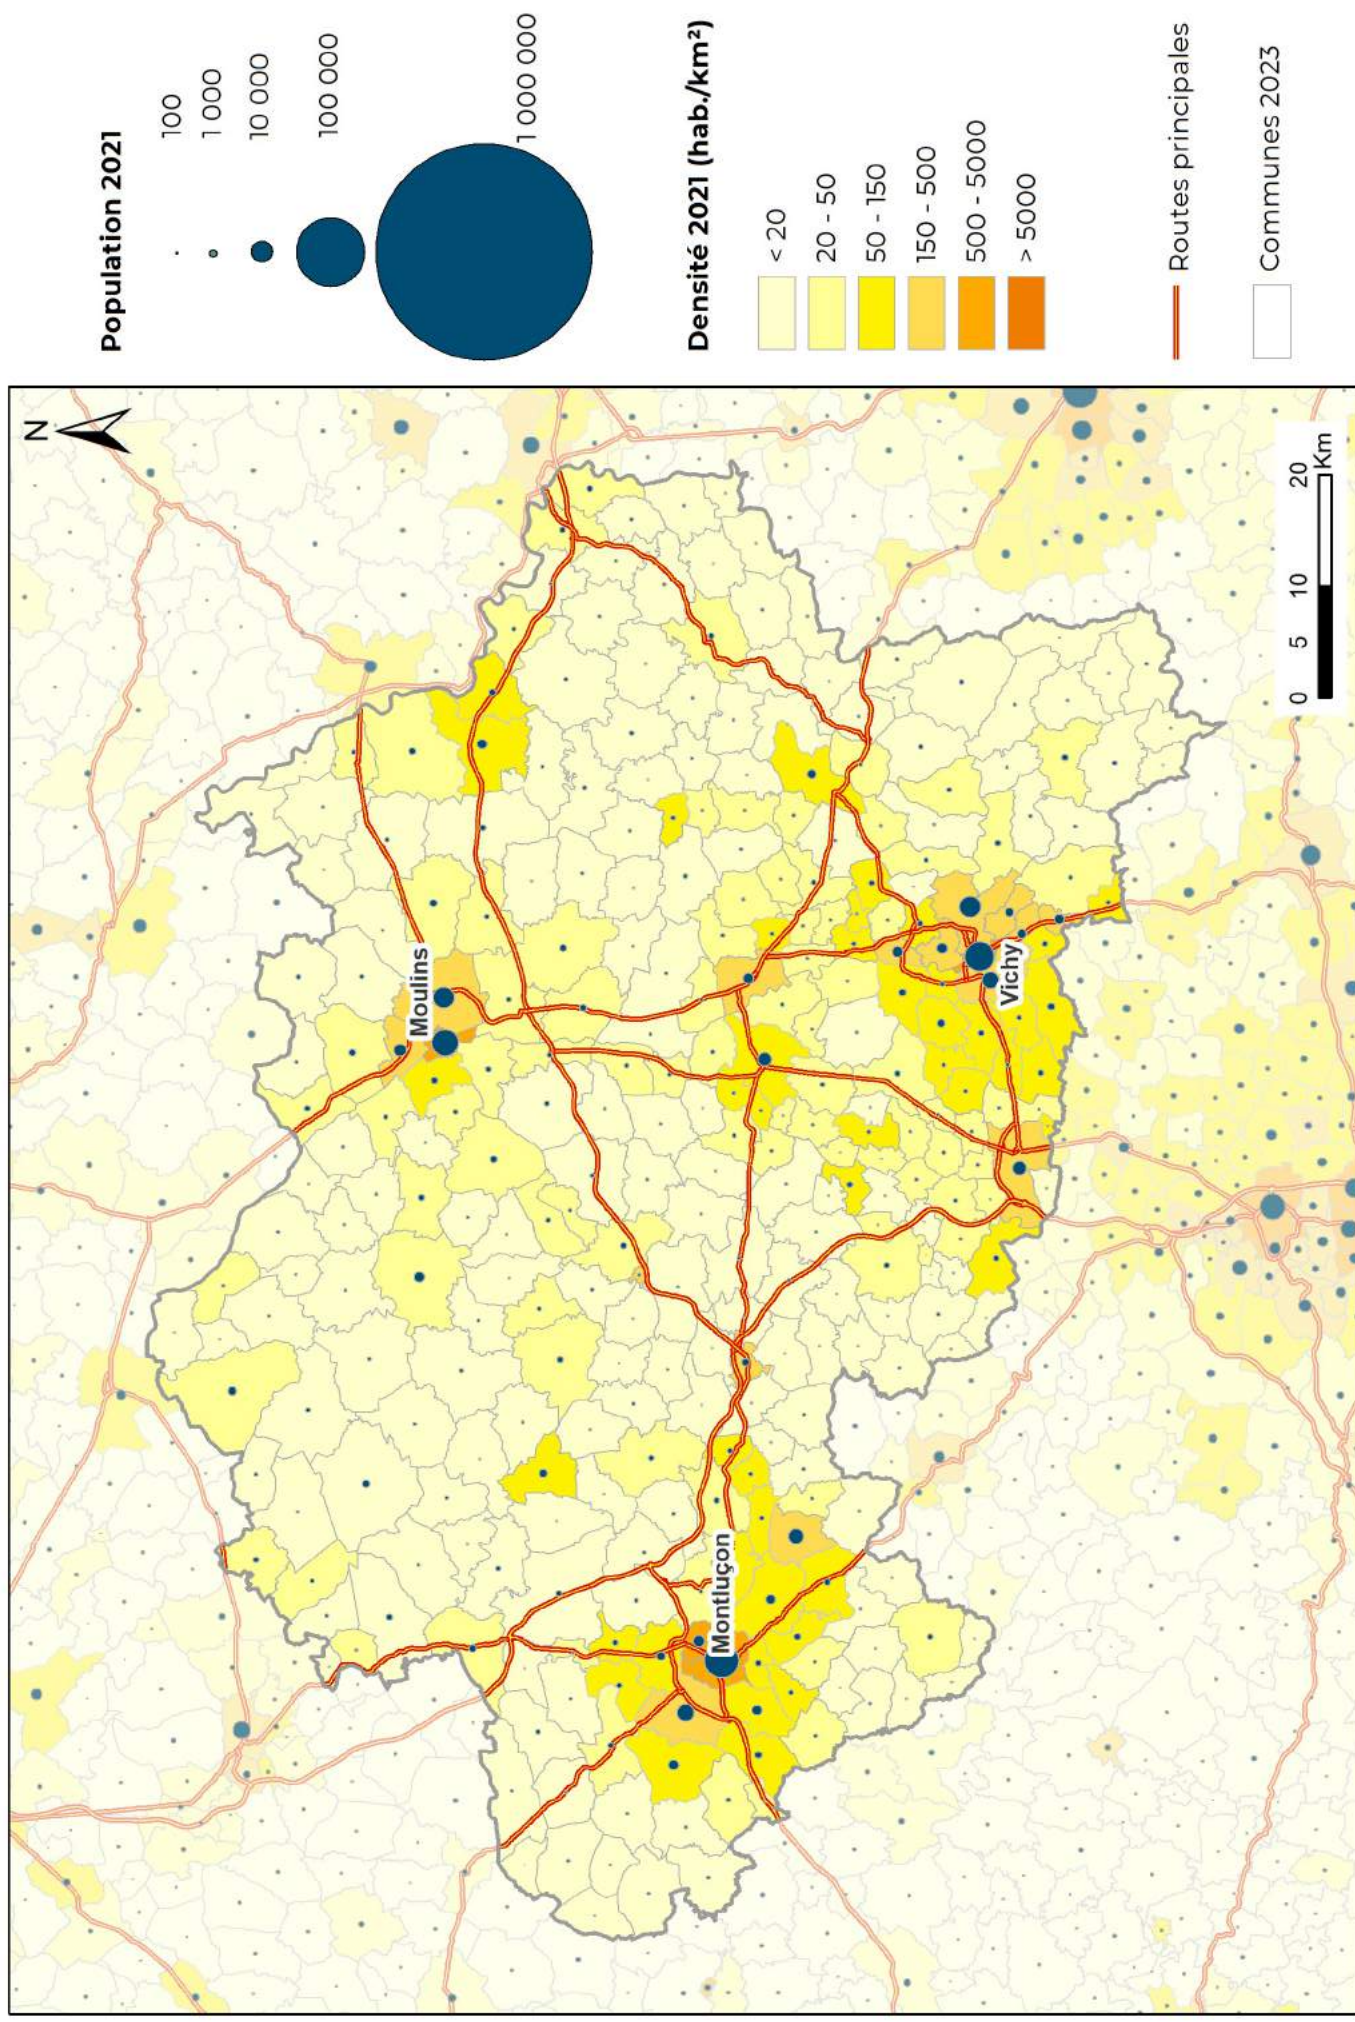 N
Moulins
Montluçon
Vichy
0 5 10 20
Km
Population 2021
100
1 000
10 000
100 000
1 000 000
Densité 2021 (hab./km²)
< 20
20 - 50
50 - 150
150 - 500
500 - 5000
> 5000
Routes principales
Communes 2023